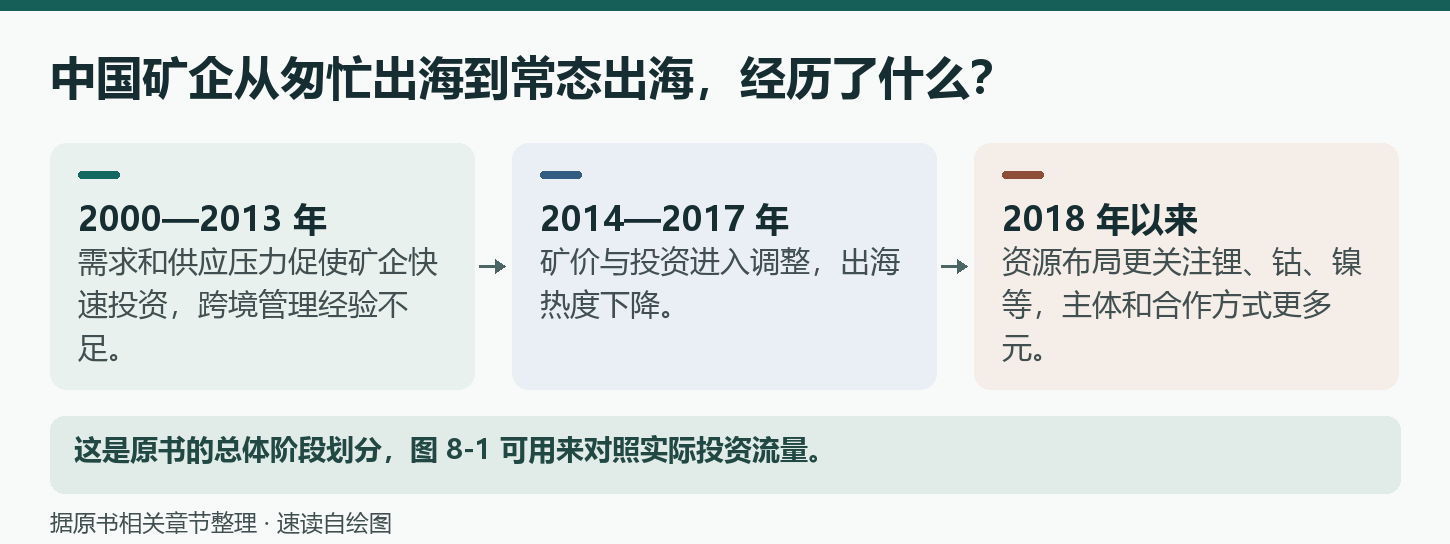 中国矿企从匆忙出海到常态出海，经历了什么？
2000—2013 年
需求和供应压力促使矿企快
速投资，跨境管理经验不
足。
2014—2017 年
矿价与投资进入调整，出海
热度下降。
2018 年以来
资源布局更关注锂、钴、镍
等，主体和合作方式更多
元。
这是原书的总体阶段划分，图 8-1 可用来对照实际投资流量。
据原书相关章节整理 · 速读自绘图